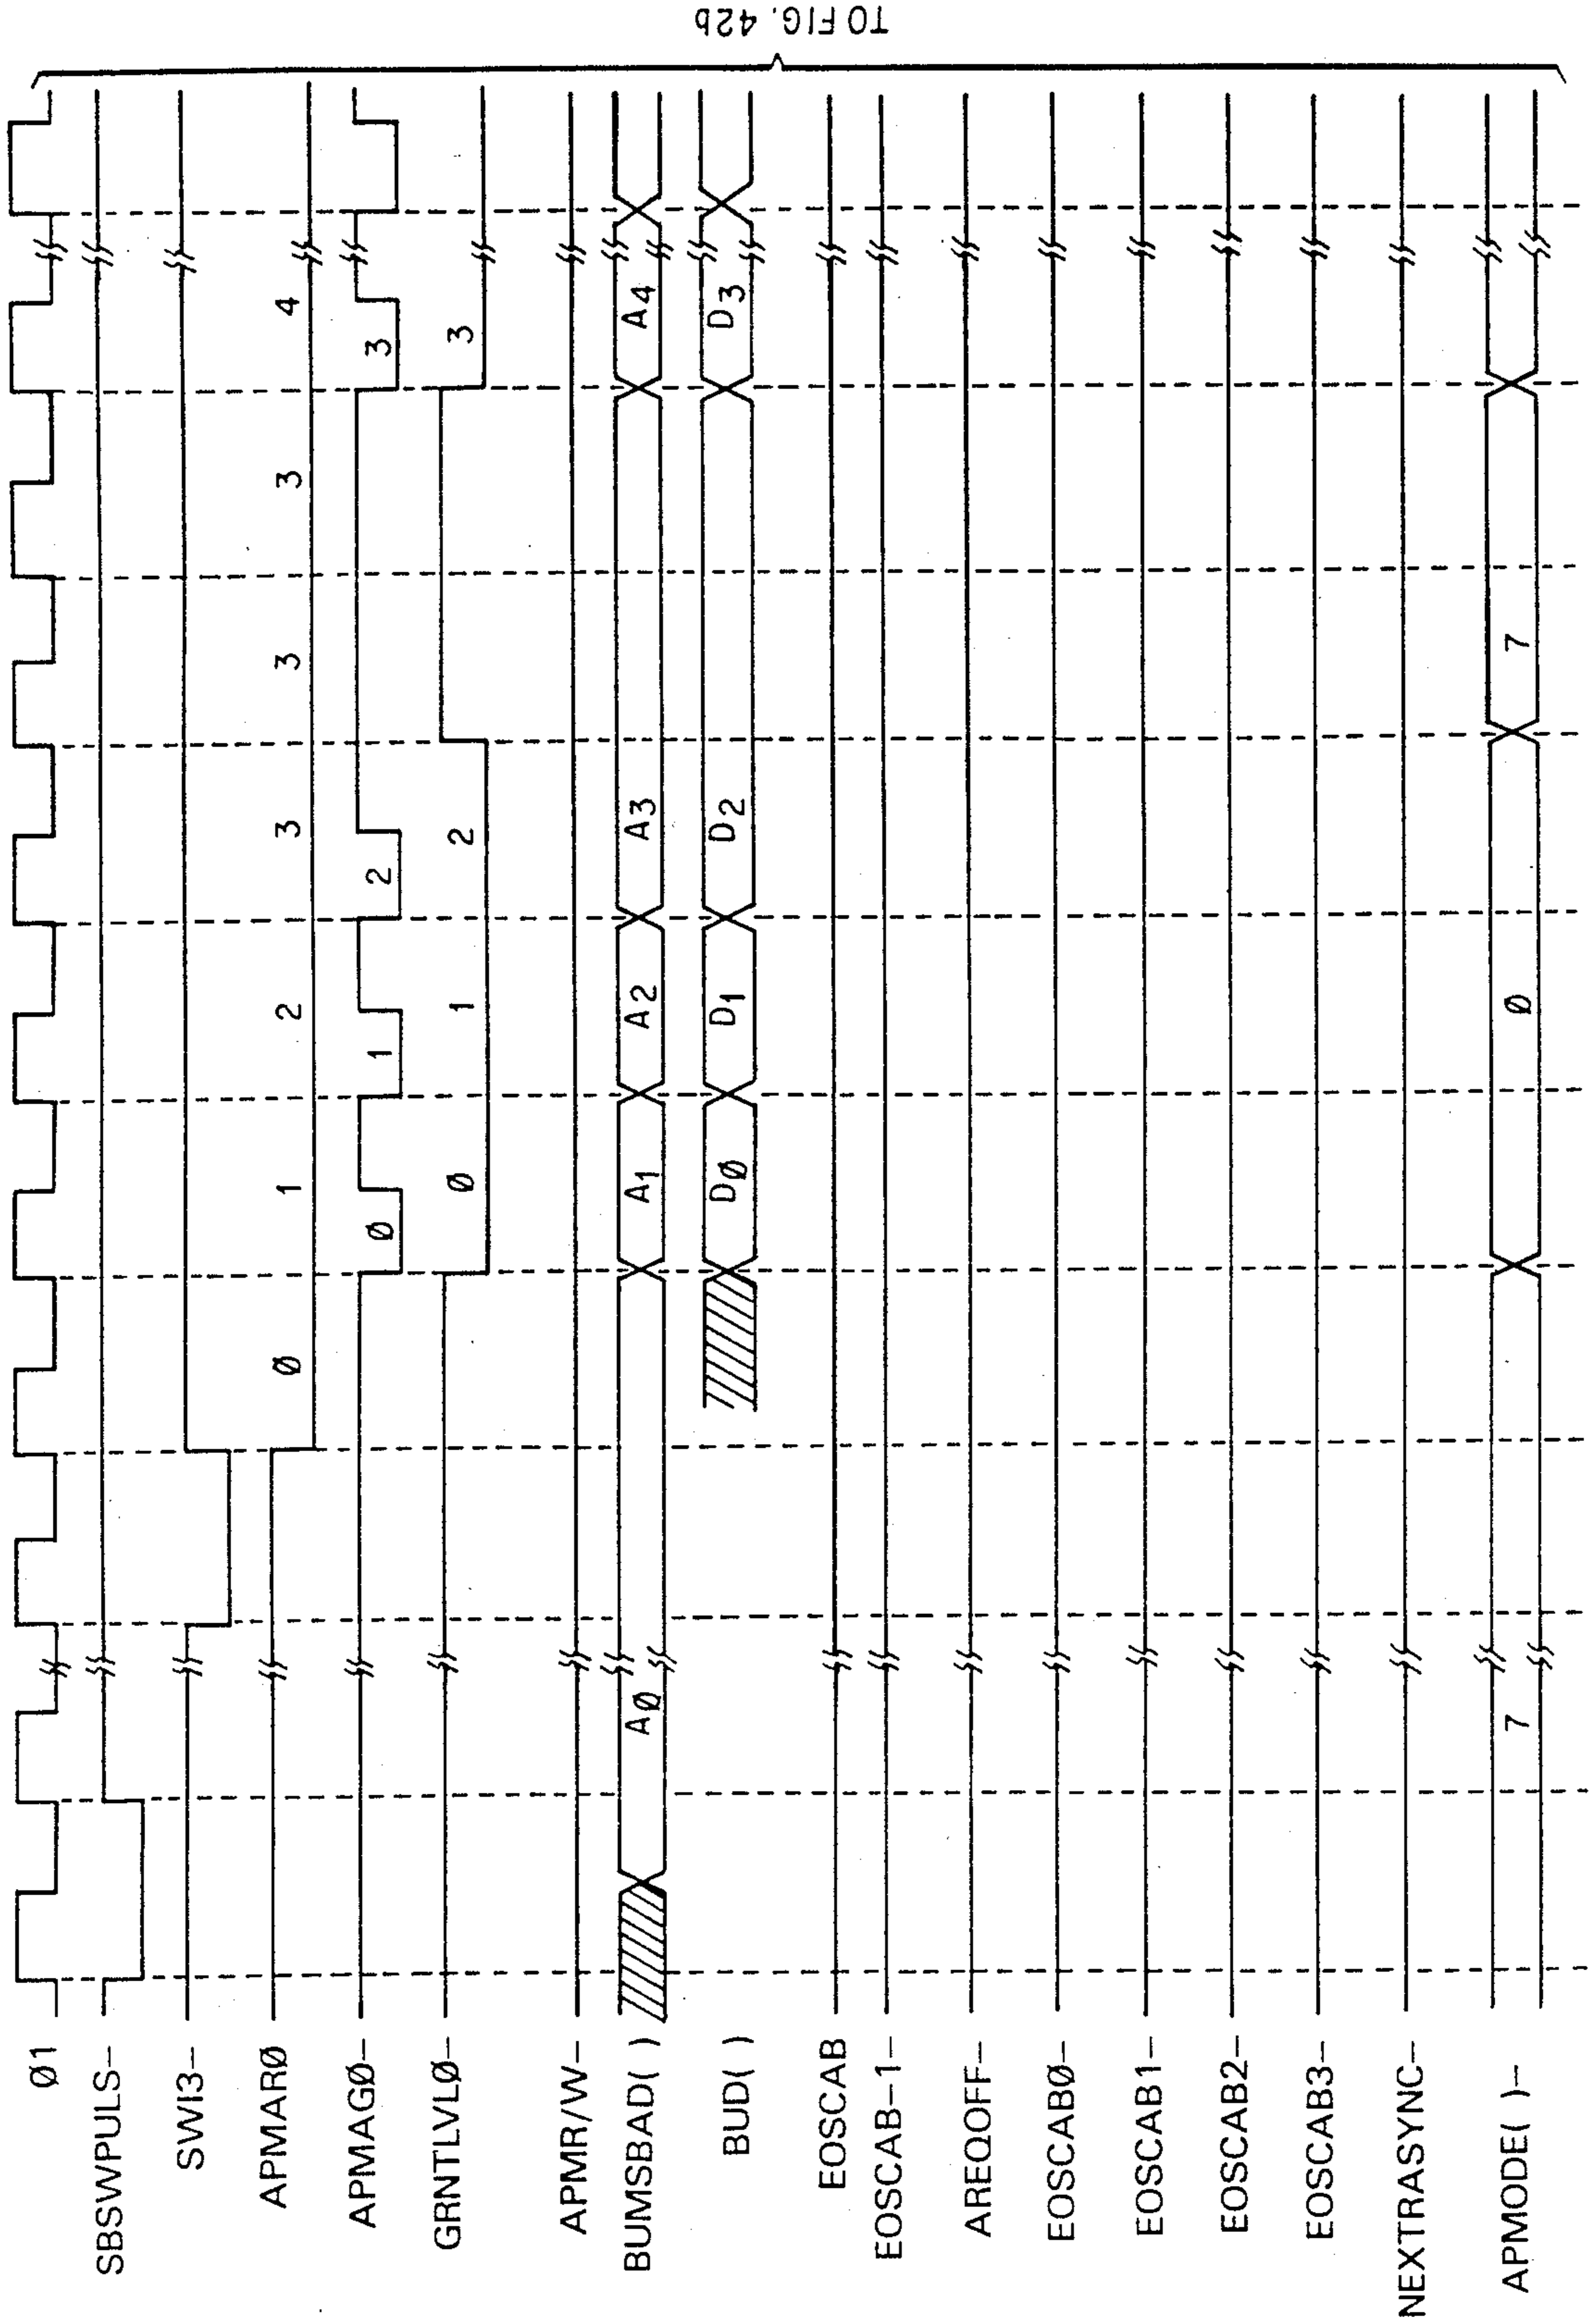 Ø1
SBSWPULS–
SWI3–
APMARØ Ø 1 2 3 3 3 4
APMAGØ– Ø 1 2 3
GRNTLVLØ– Ø 1 2 3
APMR/W–
BUMSBAD( ) AØ A1 A2 A3 A4
BUD( ) DØ D1 D2 D3
EOSCAB
EOSCAB–1–
AREQOFF–
EOSCABØ–
EOSCAB1–
EOSCAB2–
EOSCAB3–
NEXTRASYNC–
APMODE( )– 7 Ø 7
TO FIG. 42b